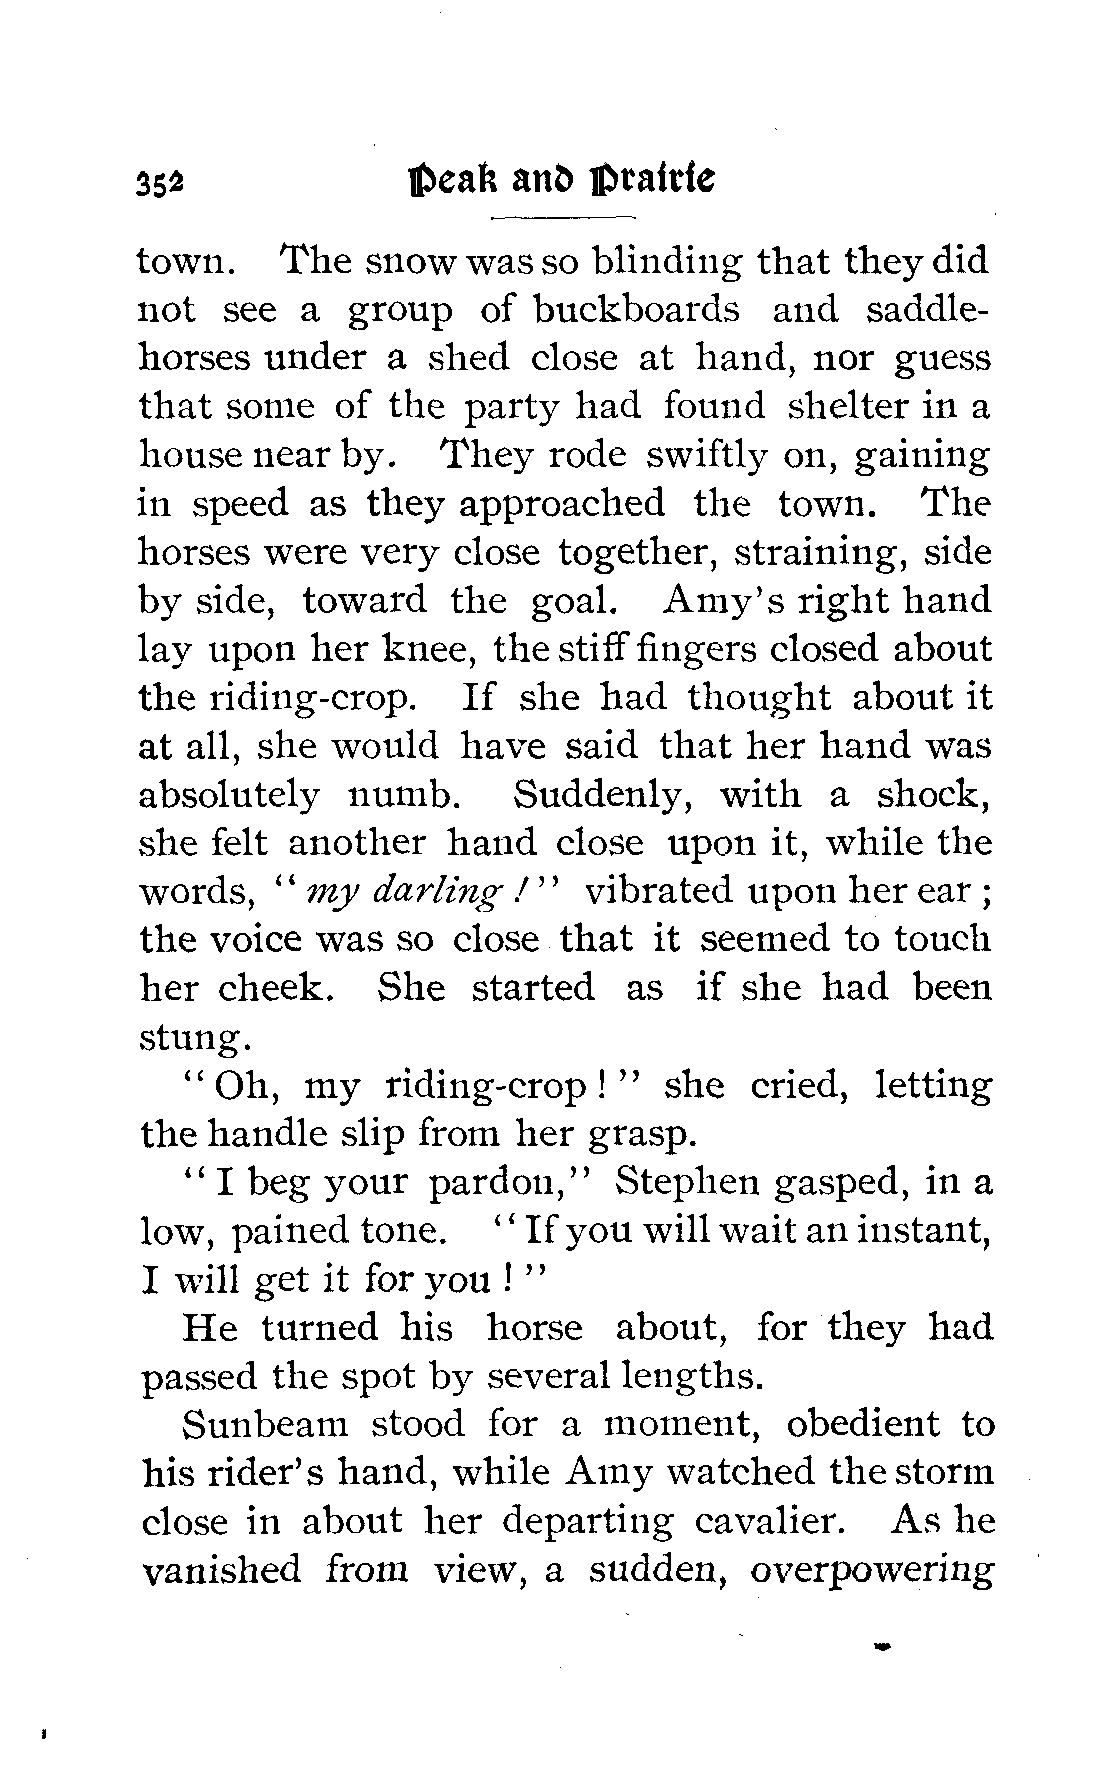 352 Peak and Prairie
town. The snow was so blinding that they did
not see a group of buckboards and saddle-
horses under a shed close at hand, nor guess
that some of the party had found shelter in a
house near by. They rode swiftly on, gaining
in speed as they approached the town. The
horses were very close together, straining, side
by side, toward the goal. Amy's right hand
lay upon her knee, the stiff fingers closed about
the riding-crop. If she had thought about it
at all, she would have said that her hand was
absolutely numb. Suddenly, with a shock,
she felt another hand close upon it, while the
words, "my darling!" vibrated upon her ear;
the voice was so close that it seemed to touch
her cheek. She started as if she had been
stung.
"Oh, my riding-crop!" she cried, letting
the handle slip from her grasp.
"I beg your pardon," Stephen gasped, in a
low, pained tone. "If you will wait an instant,
I will get it for you!"
He turned his horse about, for they had
passed the spot by several lengths.
Sunbeam stood for a moment, obedient to
his rider's hand, while Amy watched the storm
close in about her departing cavalier. As he
vanished from view, a sudden, overpowering